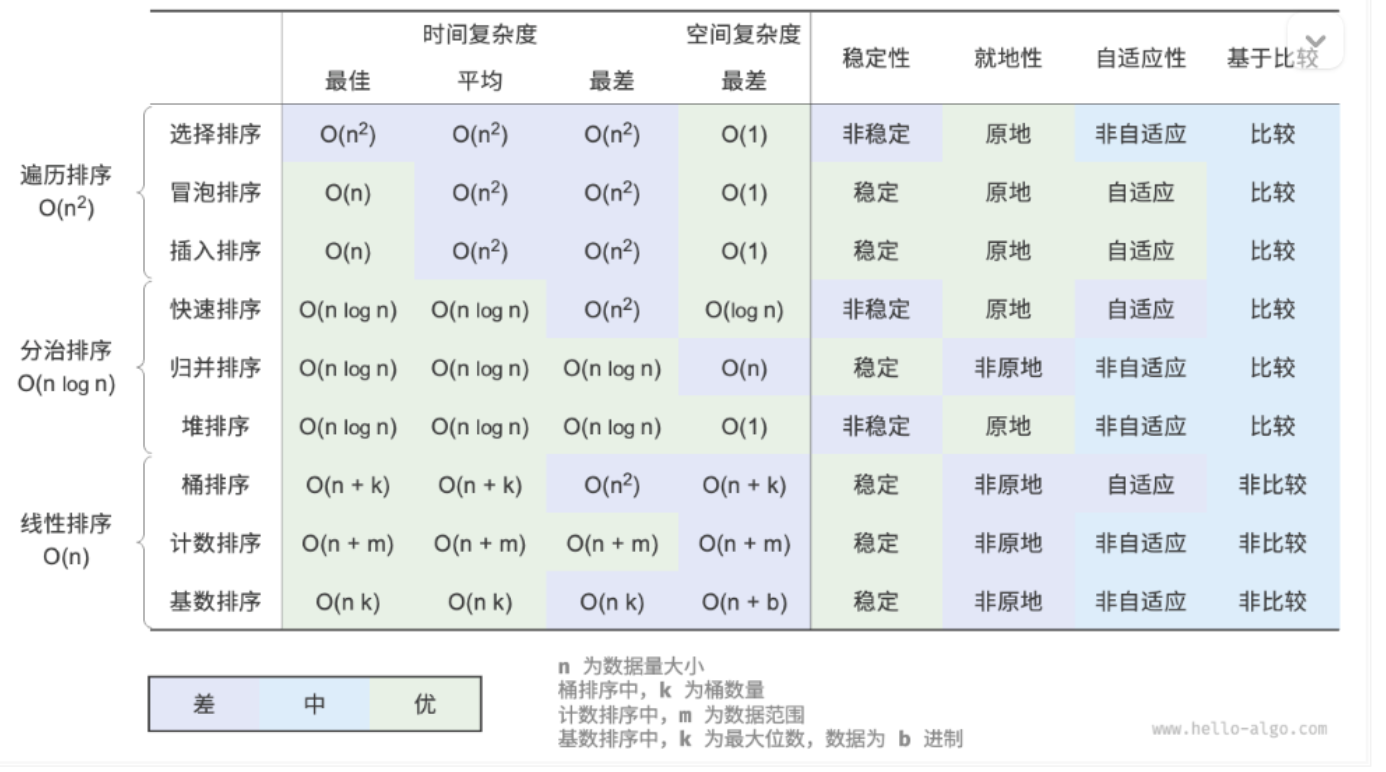 时间复杂度 空间复杂度 稳定性 就地性 自适应性 基于比较
最佳 平均 最差 最差
遍历排序
O(n²)
选择排序 O(n²) O(n²) O(n²) O(1) 非稳定 原地 非自适应 比较
冒泡排序 O(n) O(n²) O(n²) O(1) 稳定 原地 自适应 比较
插入排序 O(n) O(n²) O(n²) O(1) 稳定 原地 自适应 比较
分治排序
O(n log n)
快速排序 O(n log n) O(n log n) O(n²) O(log n) 非稳定 原地 自适应 比较
归并排序 O(n log n) O(n log n) O(n log n) O(n) 稳定 非原地 非自适应 比较
堆排序 O(n log n) O(n log n) O(n log n) O(1) 非稳定 原地 非自适应 比较
线性排序
O(n)
桶排序 O(n + k) O(n + k) O(n²) O(n + k) 稳定 非原地 自适应 非比较
计数排序 O(n + m) O(n + m) O(n + m) O(n + m) 稳定 非原地 非自适应 非比较
基数排序 O(n k) O(n k) O(n k) O(n + b) 稳定 非原地 非自适应 非比较
差 中 优
n 为数据量大小
桶排序中，k 为桶数量
计数排序中，m 为数据范围
基数排序中，k 为最大位数，数据为 b 进制
www.hello-algo.com